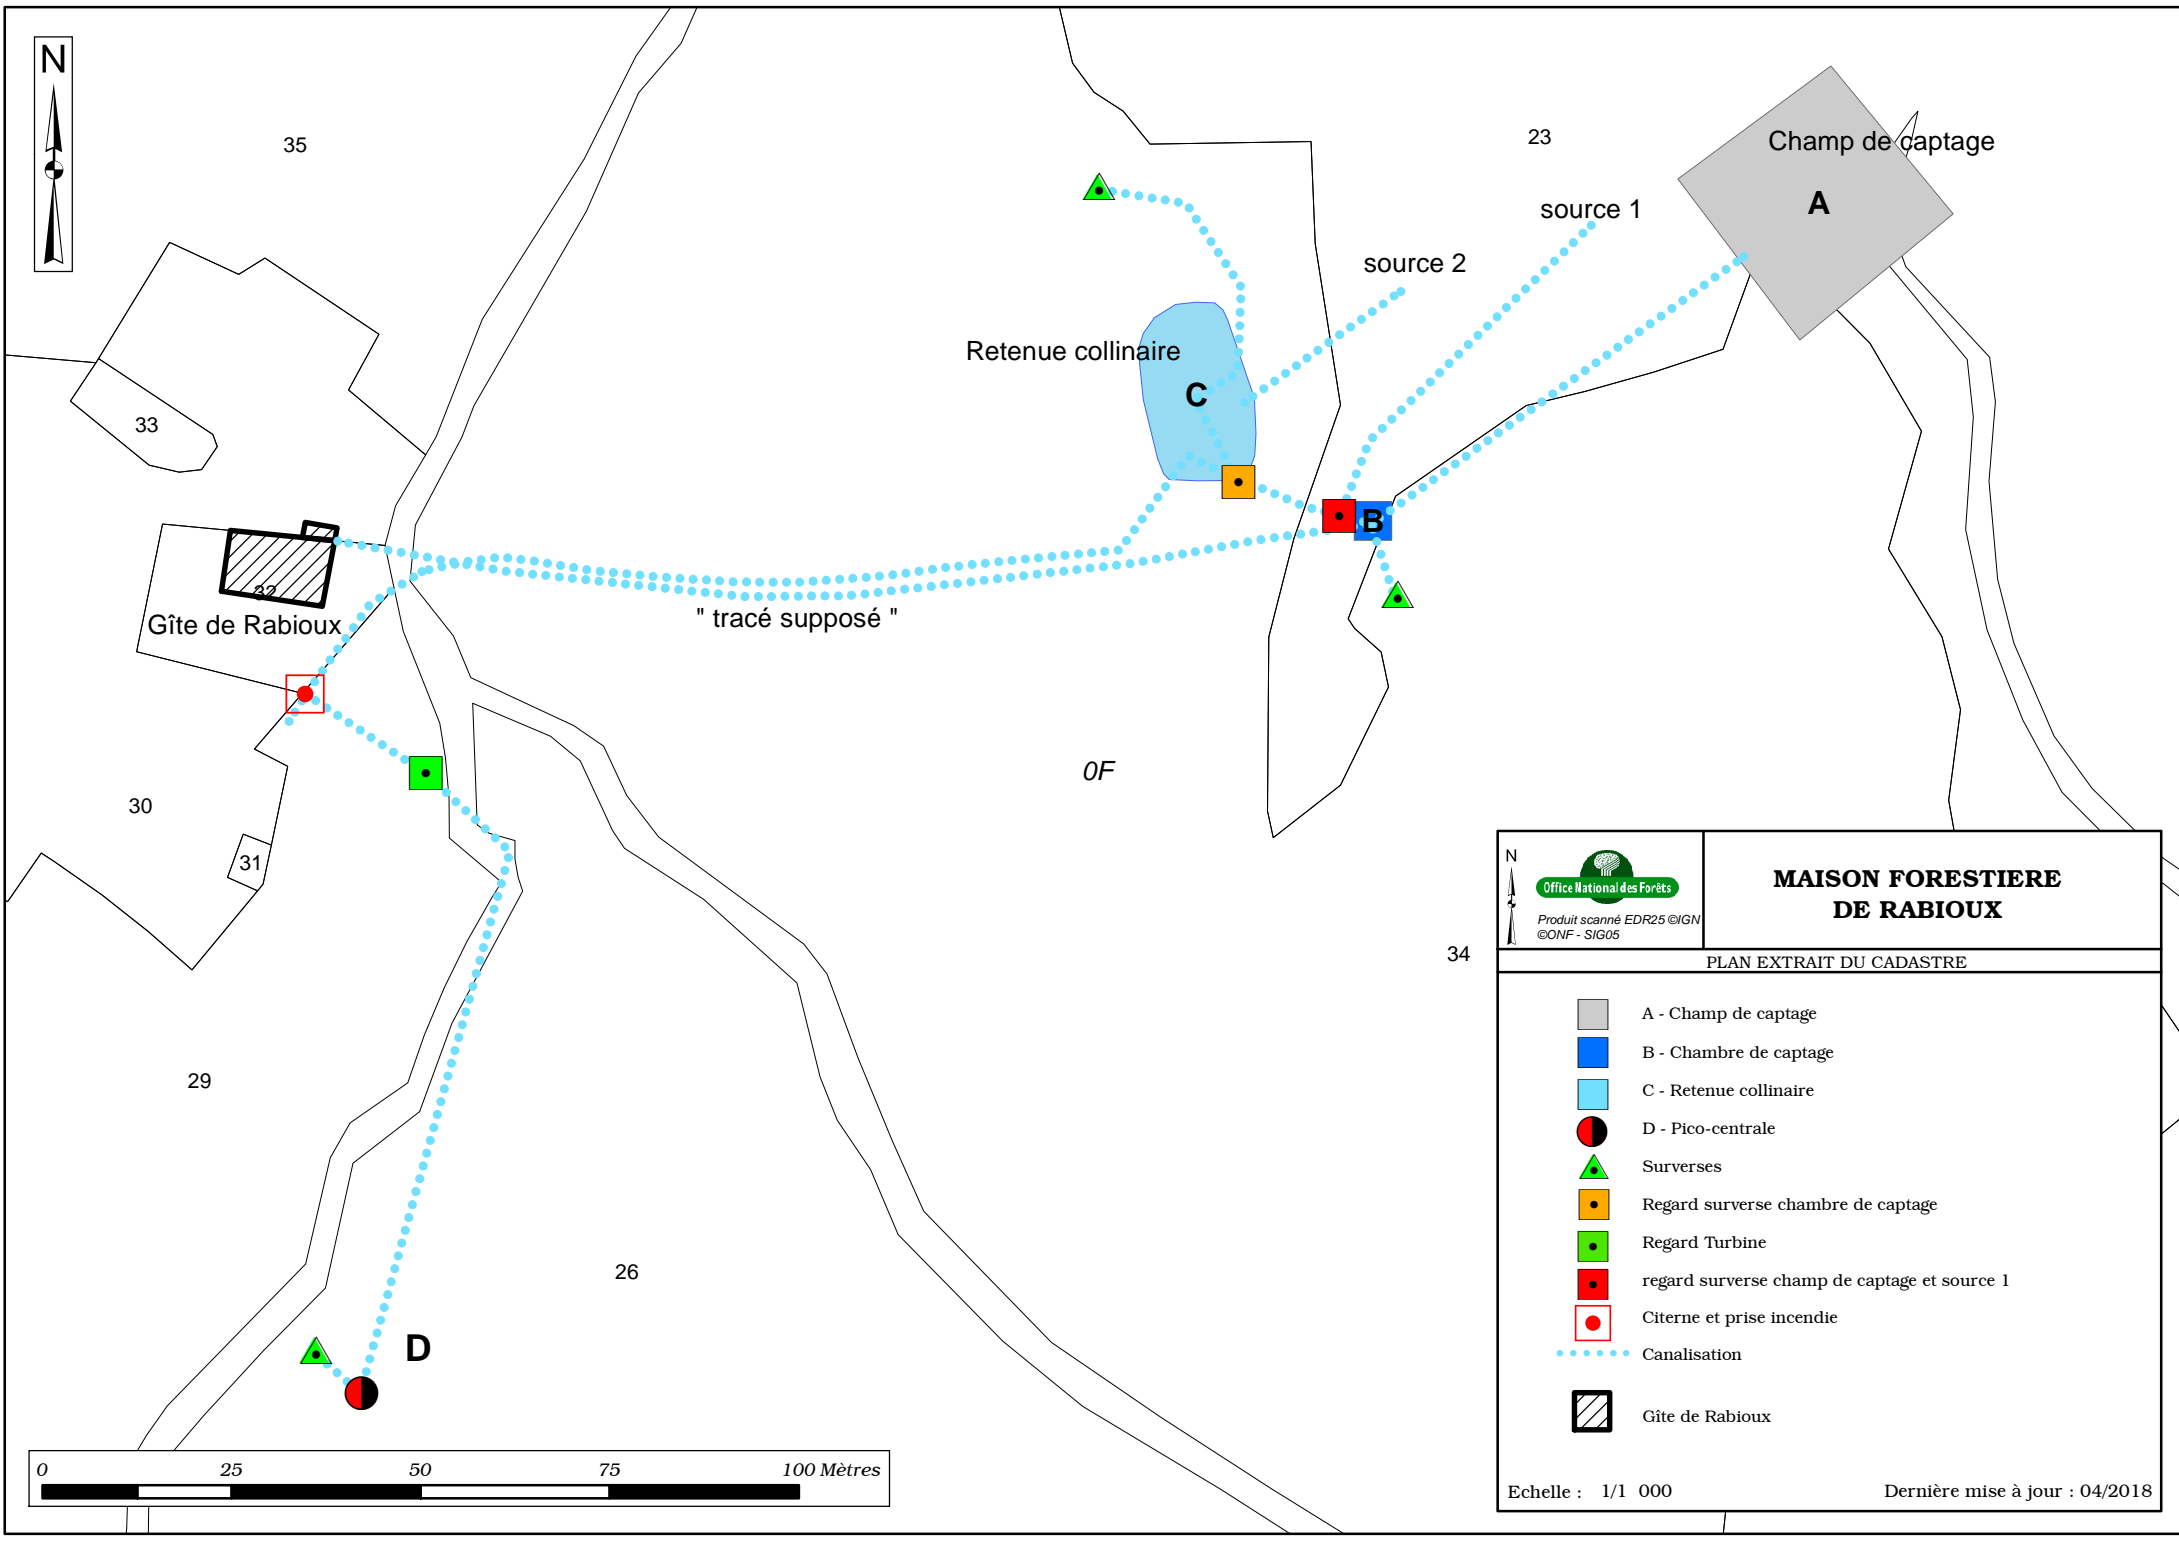 N
35
23
Champ de captage
A
source 1
source 2
Retenue collinaire
C
33
B
32
Gîte de Rabioux
" tracé supposé "
0F
30
31
34
29
26
D
0 25 50 75 100 Mètres
N
Office National des Forêts
Produit scanné EDR25 ©IGN
©ONF - SIG05
MAISON FORESTIERE
DE RABIOUX
PLAN EXTRAIT DU CADASTRE
A - Champ de captage
B - Chambre de captage
C - Retenue collinaire
D - Pico-centrale
Surverses
Regard surverse chambre de captage
Regard Turbine
regard surverse champ de captage et source 1
Citerne et prise incendie
Canalisation
Gîte de Rabioux
Echelle : 1/1 000
Dernière mise à jour : 04/2018